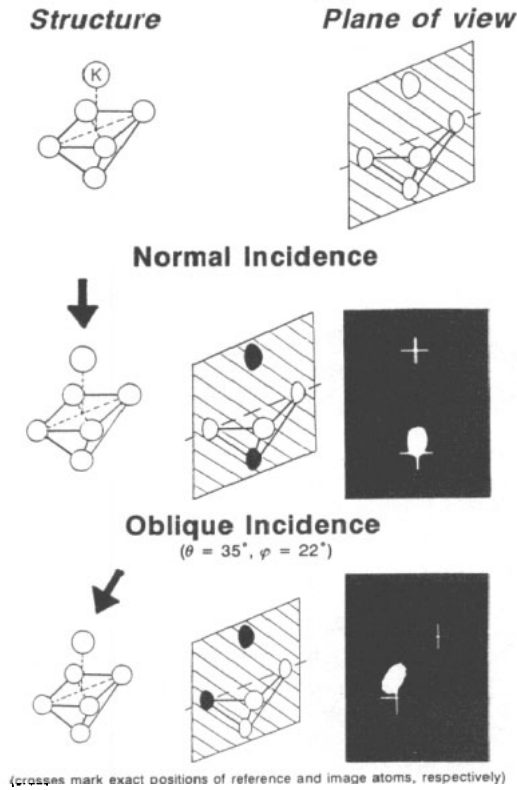 Structure
Plane of view
K
Normal Incidence
Oblique Incidence
(θ = 35°, φ = 22°)
(crosses mark exact positions of reference and image atoms, respectively)